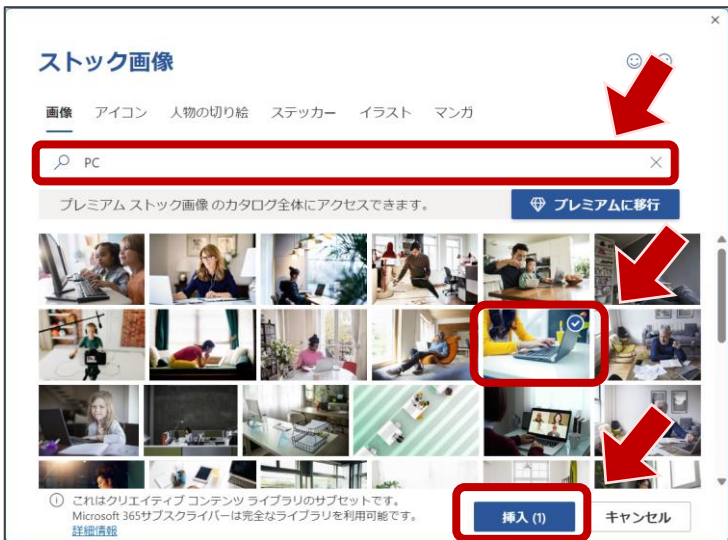 ストック画像
画像 アイコン 人物の切り絵 ステッカー イラスト マンガ
PC
プレミアム ストック画像 のカタログ全体にアクセスできます。
プレミアムに移行
これはクリエイティブ コンテンツ ライブラリのサブセットです。
Microsoft 365サブスクライバーは完全なライブラリを利用可能です。
詳細情報
挿入 (1)
キャンセル